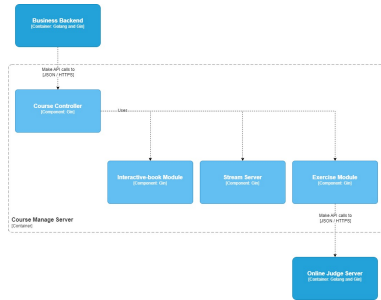 Business Backend
[Container: Golang and Gin]
Make API calls to
[JSON / HTTPS]
Course Controller
[Component: Gin]
User
Interactive-book Module
[Component: Gin]
Stream Server
[Component: Gin]
Exercise Module
[Component: Gin]
Course Manage Server
[Container]
Make API calls to
[JSON / HTTPS]
Online Judge Server
[Container: Golang and Gin]